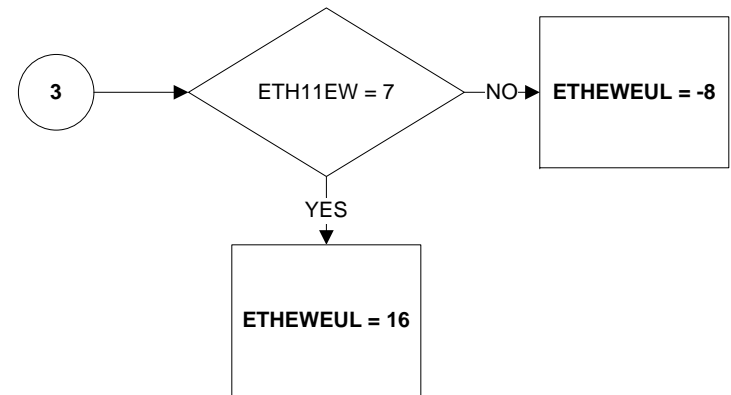 3
ETH11EW = 7
NO
ETHEWEUL = -8
YES
ETHEWEUL = 16